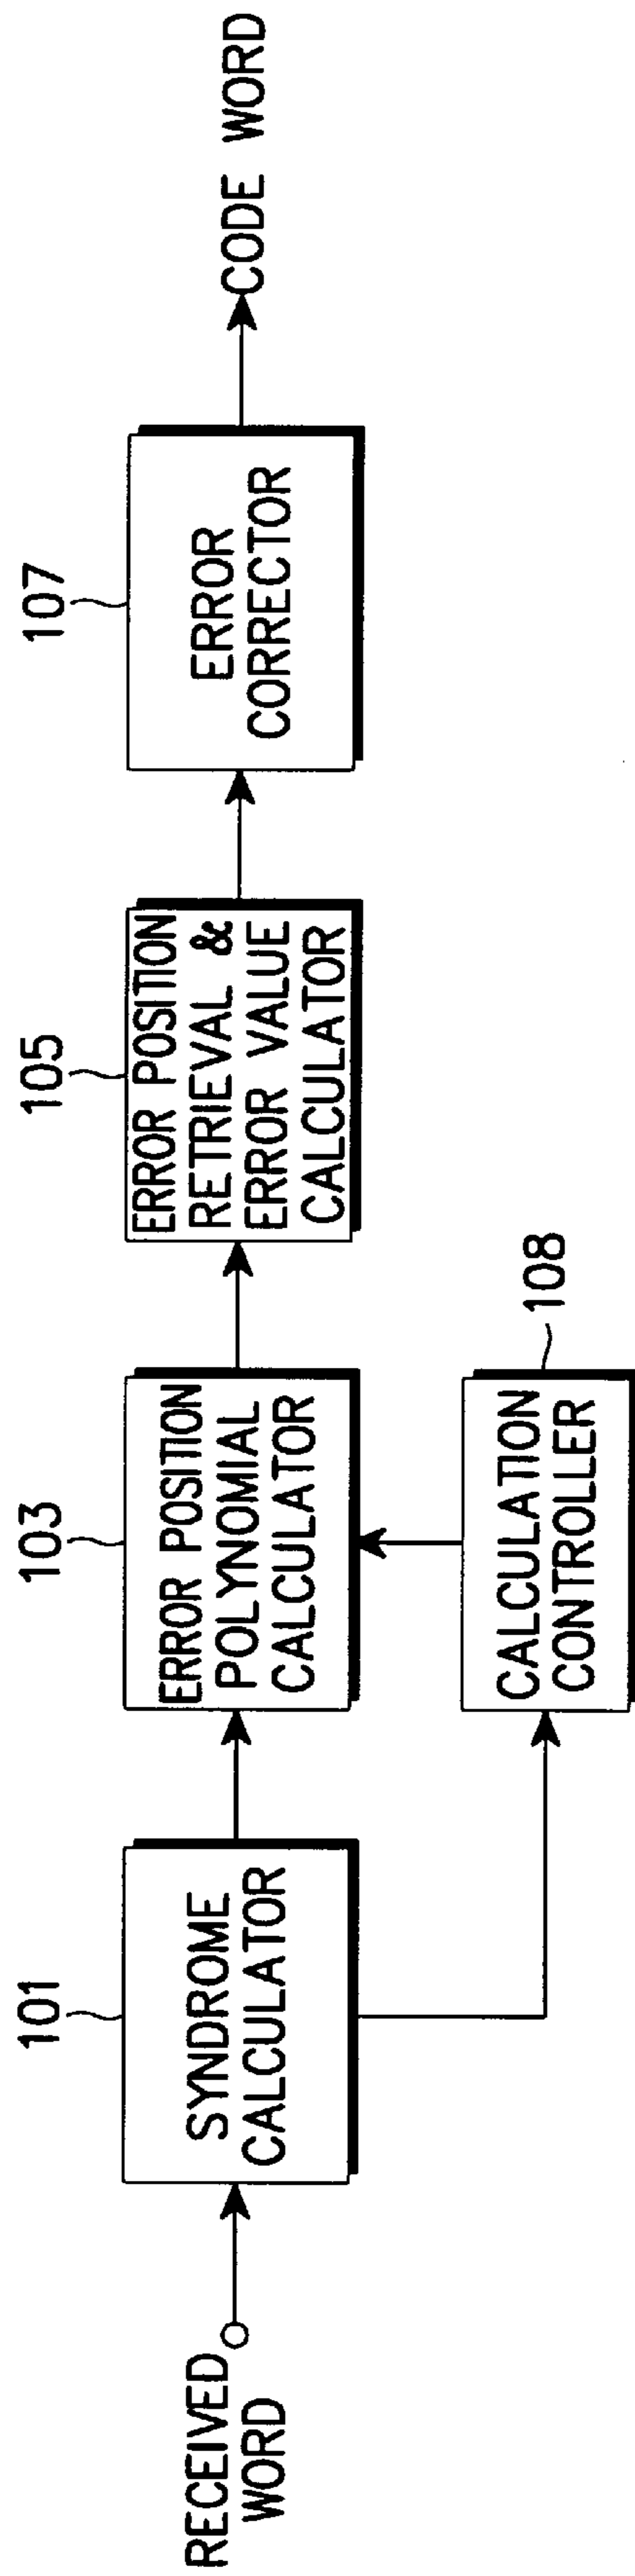 RECEIVED
WORD
101
SYNDROME
CALCULATOR
103
ERROR POSITION
POLYNOMIAL
CALCULATOR
108
CALCULATION
CONTROLLER
105
ERROR POSITION
RETRIEVAL &
ERROR VALUE
CALCULATOR
107
ERROR
CORRECTOR
CODE WORD